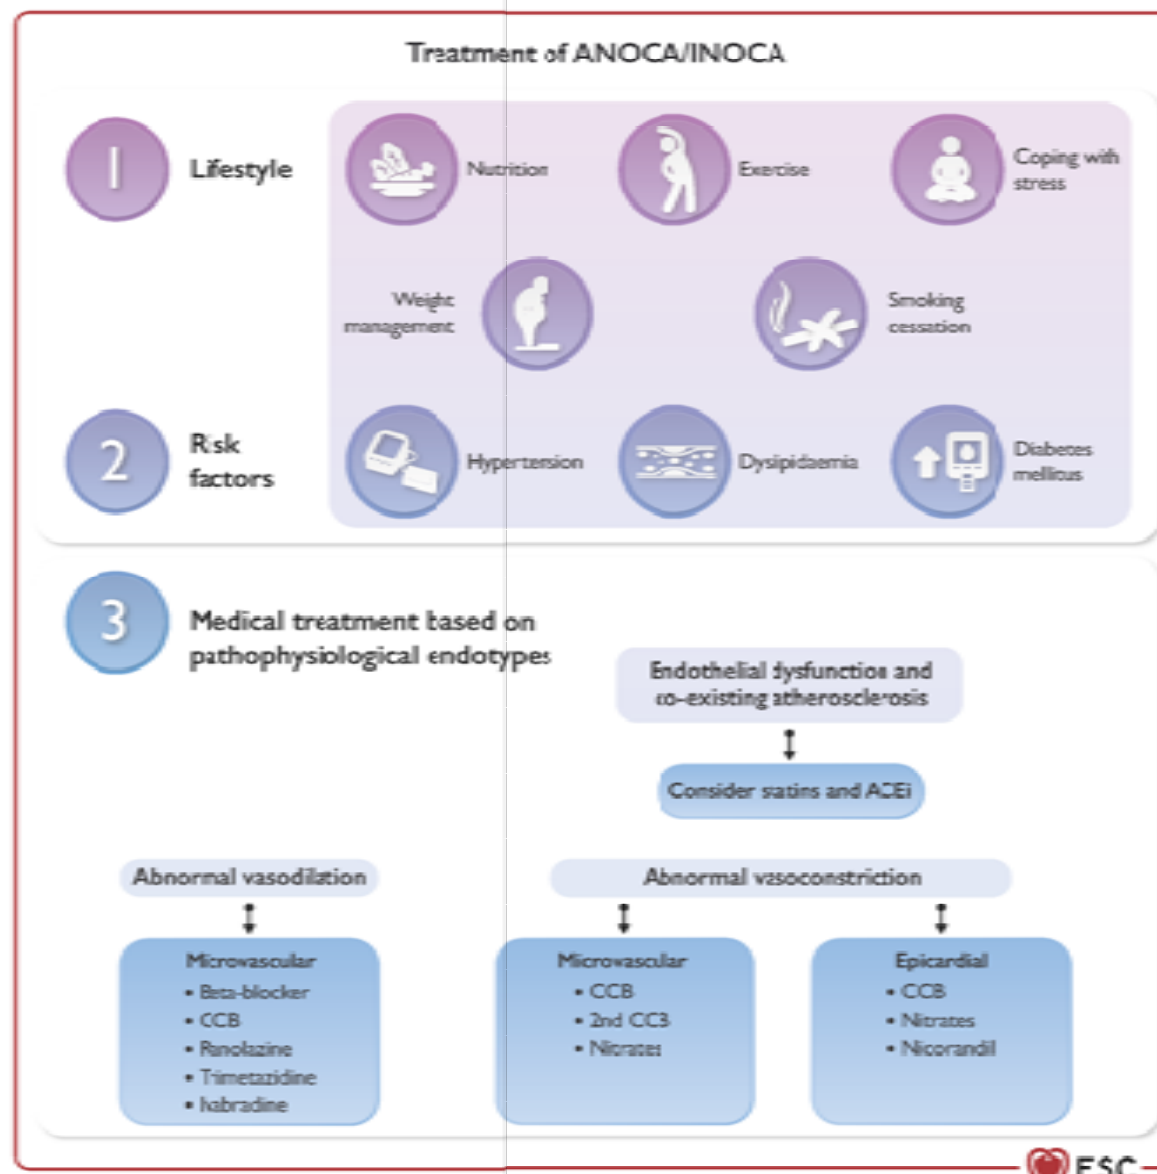 Treatment of ANOCA/INOCA
1
Lifestyle
Nutrition
Exercise
Coping with
stress
Weight
management
Smoking
cessation
2
Risk
factors
Hypertension
Dyslipidaemia
Diabetes
mellitus
3
Medical treatment based on
pathophysiological endotypes
Endothelial dysfunction and
co-existing atherosclerosis
Consider statins and ACEi
Abnormal vasodilation
Abnormal vasoconstriction
Microvascular
• Beta-blocker
• CCB
• Ranolazine
• Trimetazidine
• Ivabradine
Microvascular
• CCB
• 2nd CCB
• Nitrates
Epicardial
• CCB
• Nitrates
• Nicorandil
ESC